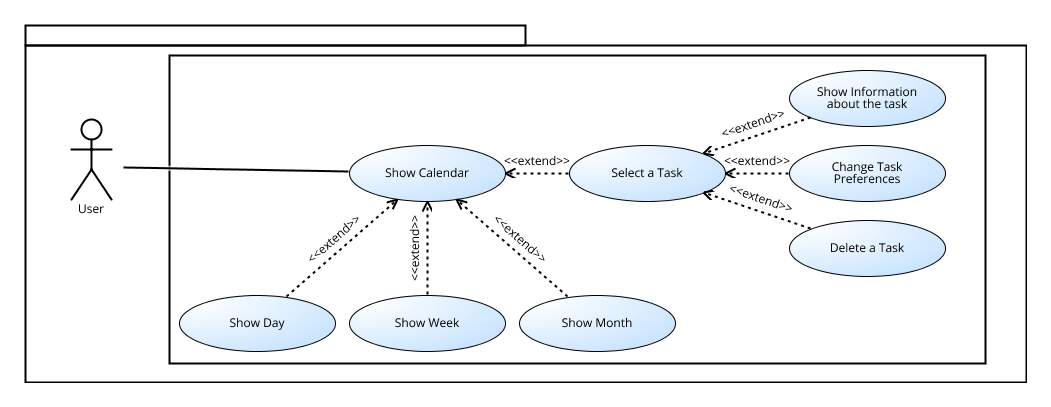 Show Information
about the task
<<extend>>
Show Calendar
<<extend>>
Select a Task
<<extend>>
Change Task
Preferences
<<extend>>
User
Delete a Task
<<extend>>
<<extend>>
<<extend>>
Show Day
Show Week
Show Month